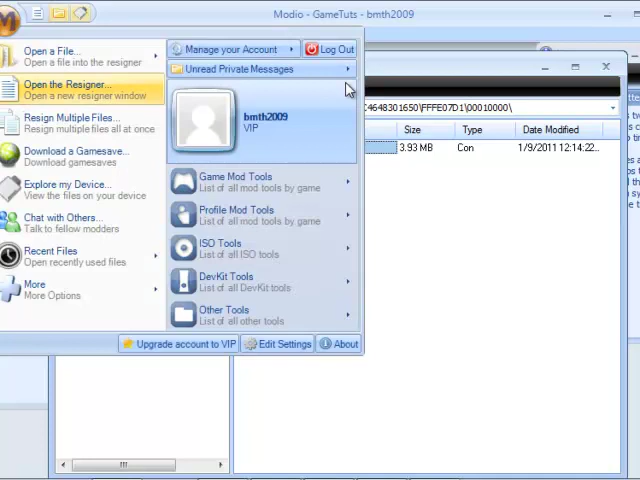 Modio - GameTuts - bmth2009
Open a File...
Open a file into the resigner
Open the Resigner...
Open a new resigner window
Resign Multiple Files...
Resign multiple files all at once
Download a Gamesave...
Download gamesaves
Explore my Device...
View the files on your device
Chat with Others...
Talk to fellow modders
Recent Files
Open recently used files
More
More Options
Manage your Account
Log Out
Unread Private Messages
bmth2009
VIP
Game Mod Tools
List of all mod tools by game
Profile Mod Tools
List of all mod tools by game
ISO Tools
List of all ISO tools
DevKit Tools
List of all DevKit tools
Other Tools
List of all other tools
Upgrade account to VIP
Edit Settings
About
C4648301650\FFFE07D1\00010000\
Size
Type
Date Modified
3.93 MB
Con
1/9/2011 12:14:22...